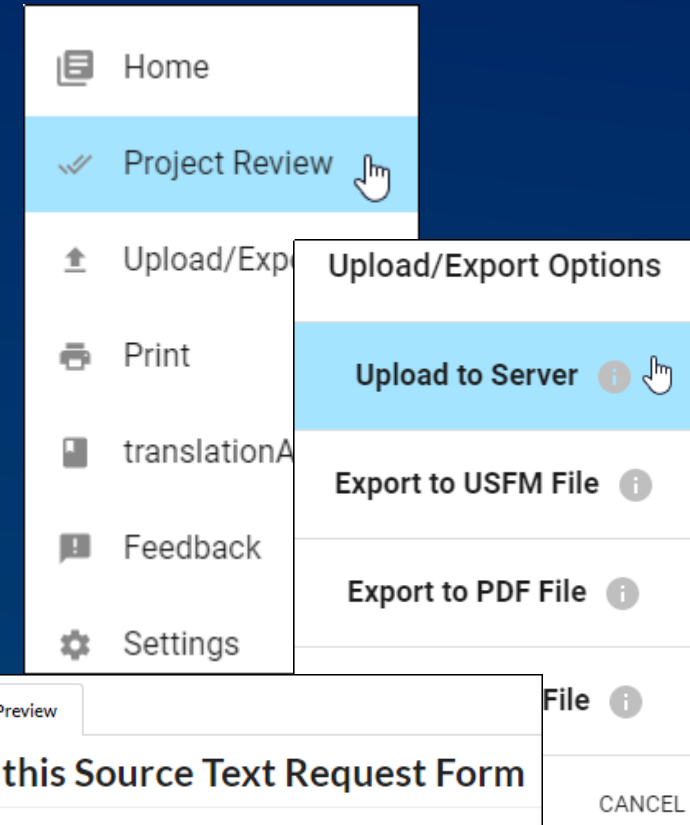 Home
Project Review
Upload/Expo
Print
translationA
Feedback
Settings
Upload/Export Options
Upload to Server
Export to USFM File
Export to PDF File
File
CANCEL
Preview
this Source Text Request Form